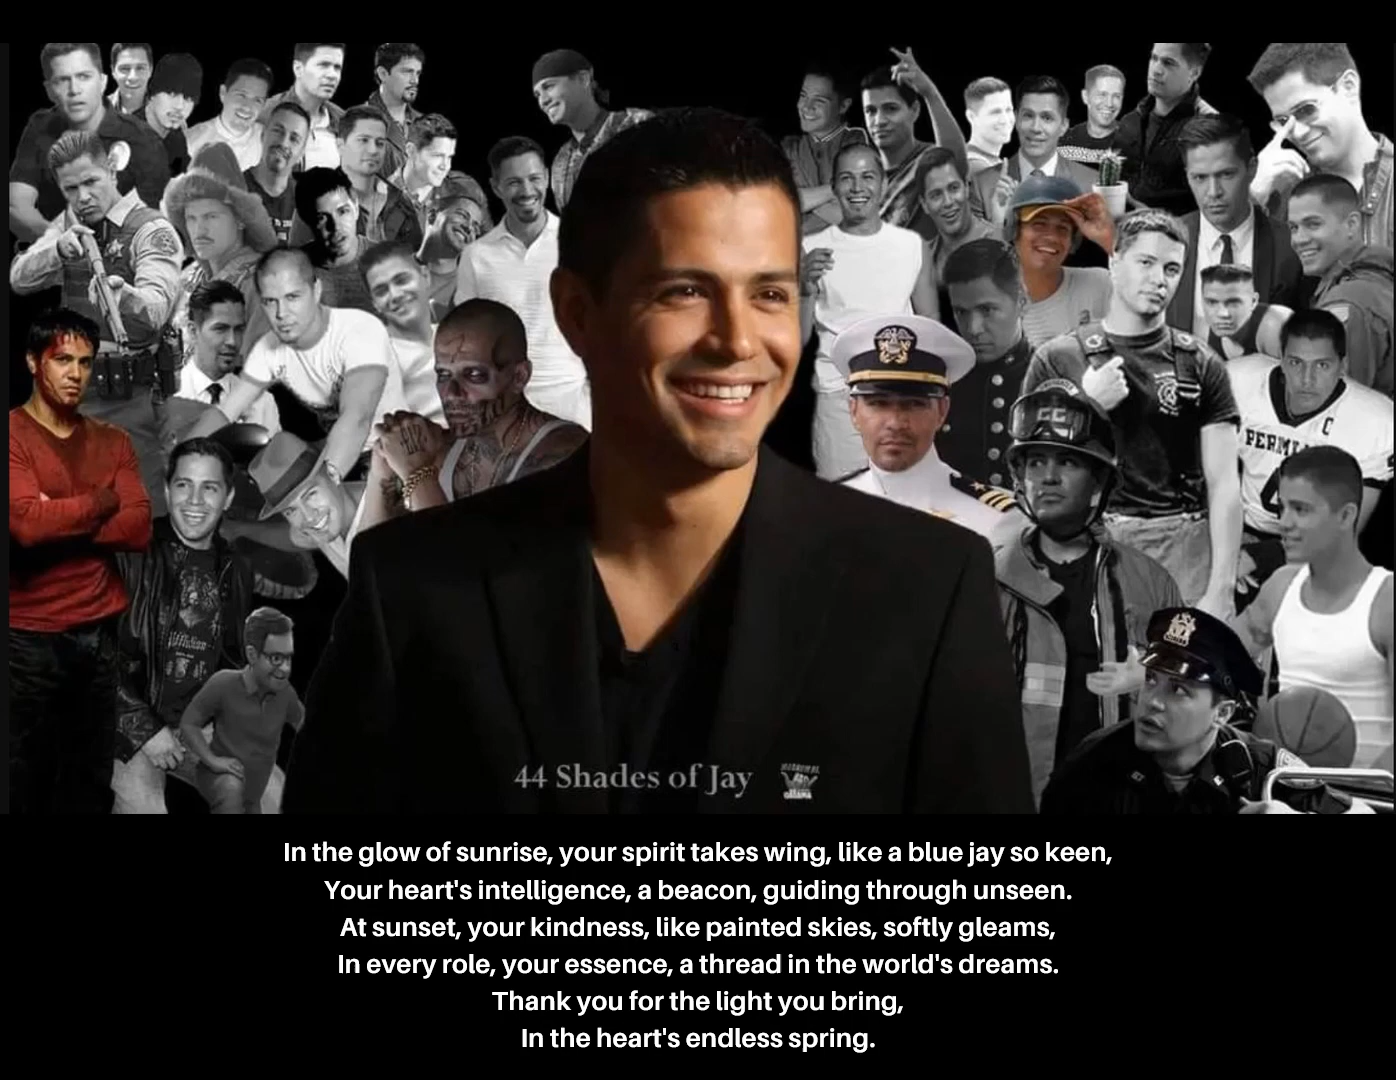 PERMI
C
44 Shades of Jay
In the glow of sunrise, your spirit takes wing, like a blue jay so keen,
Your heart's intelligence, a beacon, guiding through unseen.
At sunset, your kindness, like painted skies, softly gleams,
In every role, your essence, a thread in the world's dreams.
Thank you for the light you bring,
In the heart's endless spring.